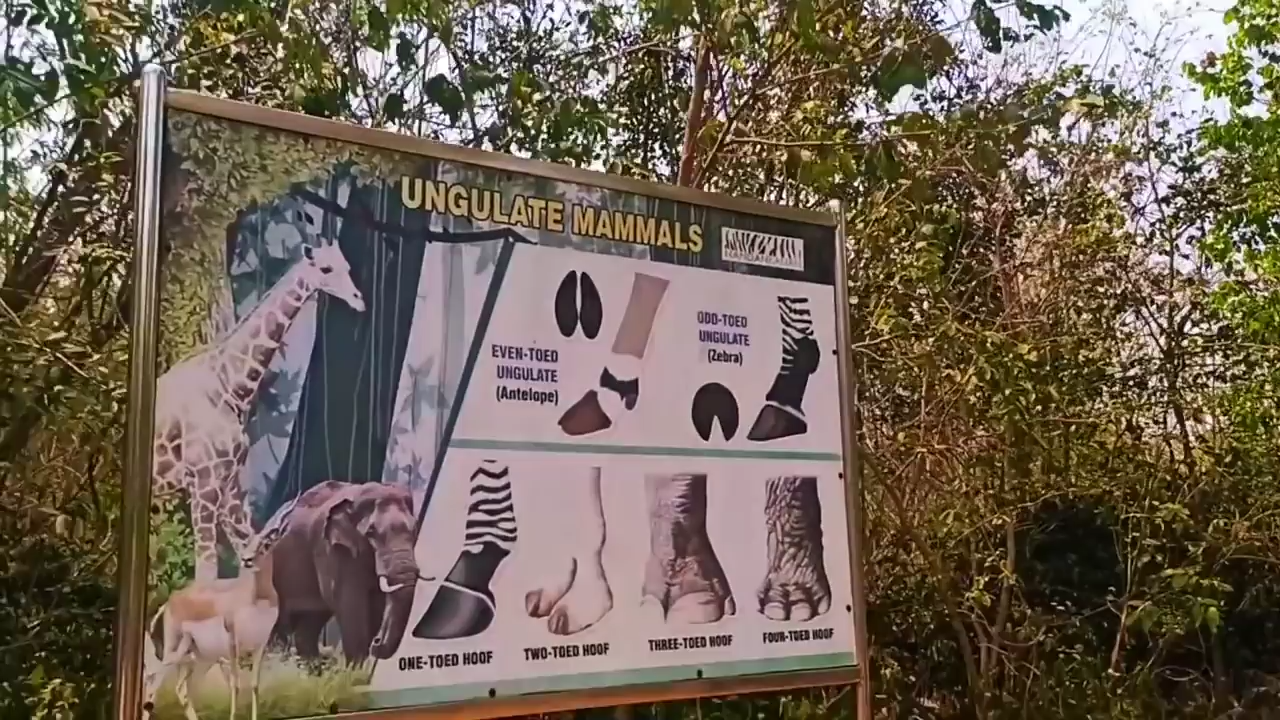 UNGULATE MAMMALS
NANDANKANAN
EVEN-TOED
UNGULATE
(Antelope)
ODD-TOED
UNGULATE
(Zebra)
ONE-TOED HOOF
TWO-TOED HOOF
THREE-TOED HOOF
FOUR-TOED HOOF